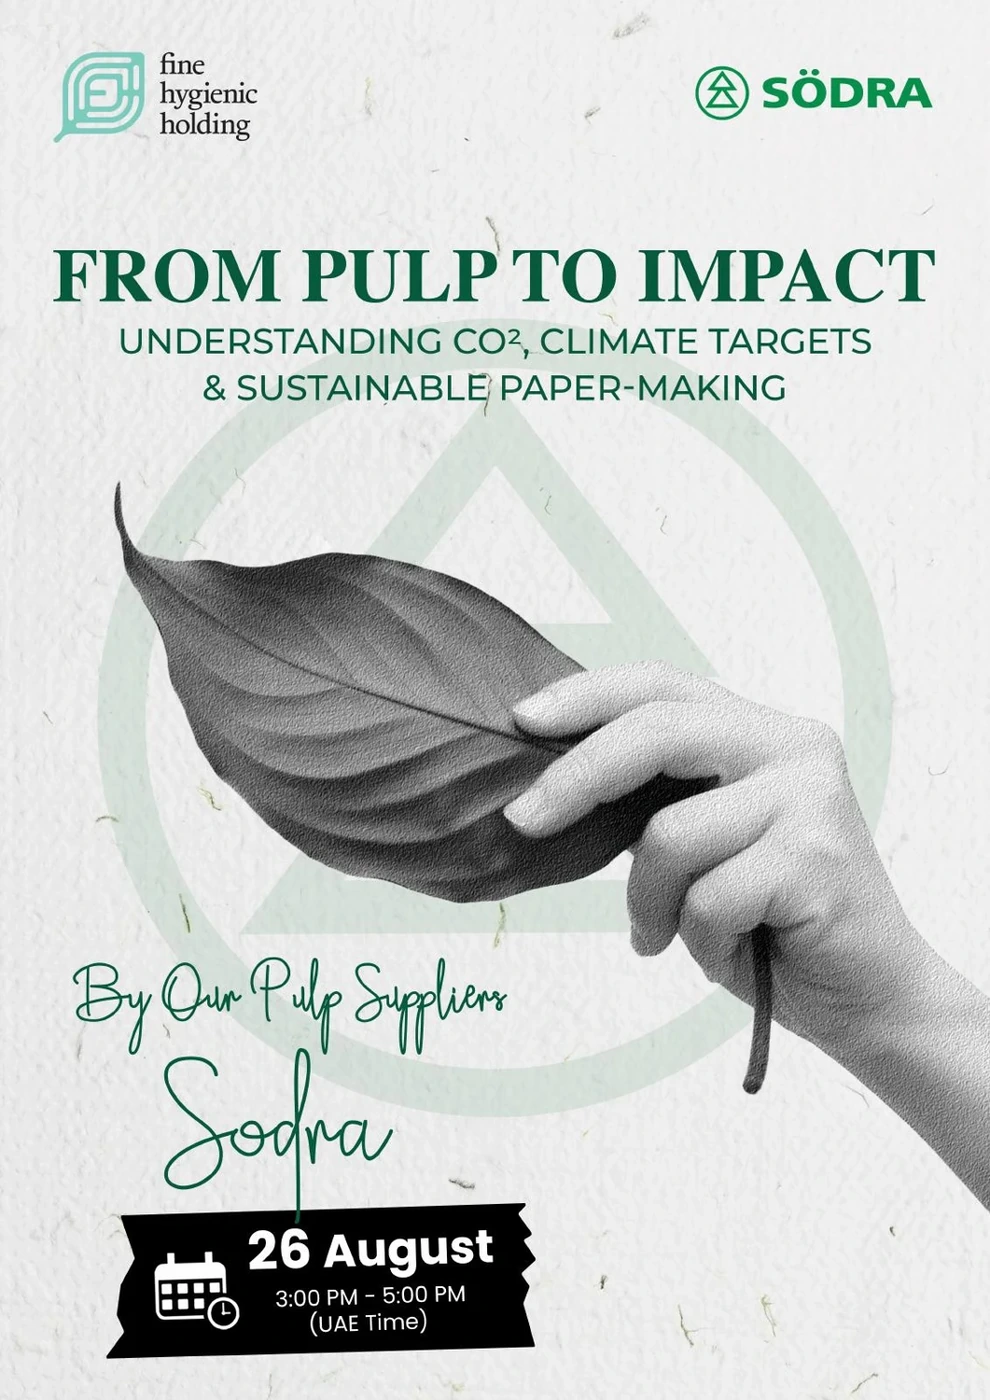 fine
hygienic
holding
SÖDRA
FROM PULP TO IMPACT
UNDERSTANDING CO², CLIMATE TARGETS
& SUSTAINABLE PAPER-MAKING
By Our Pulp Suppliers
Sodra
26 August
3:00 PM - 5:00 PM
(UAE Time)